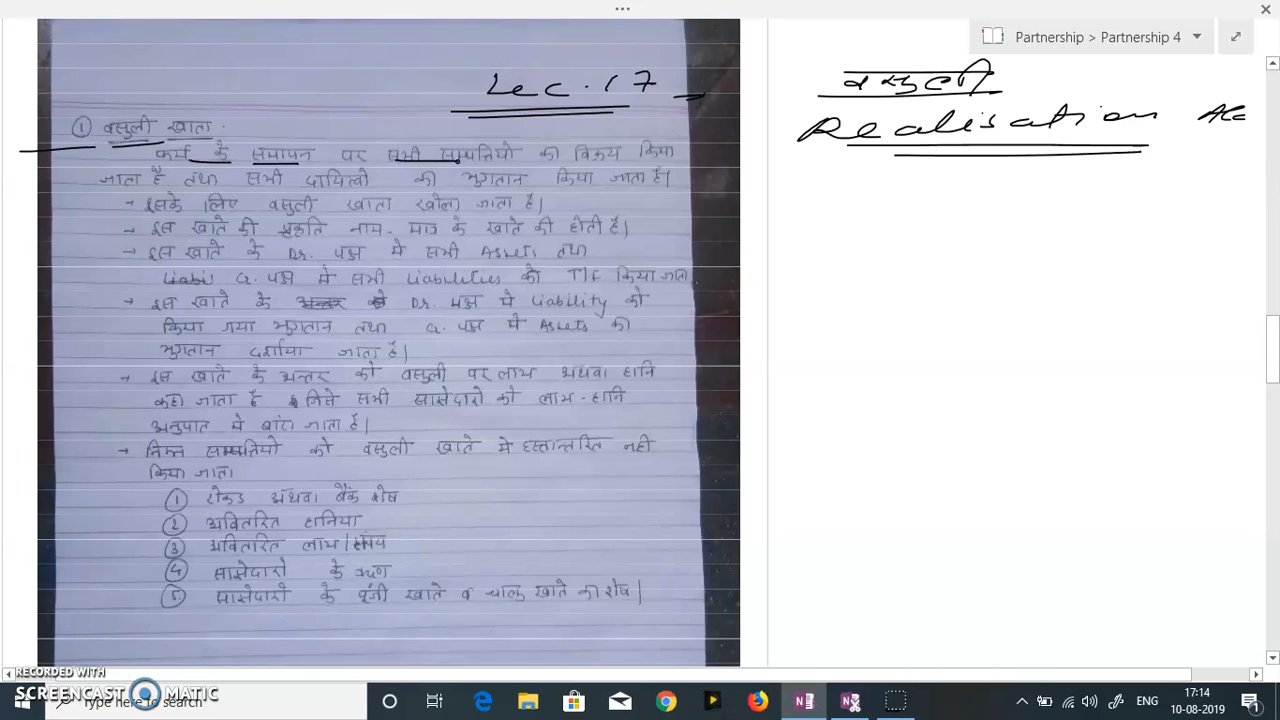 Partnership > Partnership 4
Lec. 17
① वसुली खाता.
फर्म के समापन पर सभी सम्पतियो का विक्रय किया
जाता है तथा सभी दायित्वो का भुगतान किया जाता है|
→ इसके लिए वसुली खाता खोला जाता है|
→ इस खाते की प्रकृति नाम-मात्र के खाते की होती है|
→ इस खाते के Dr. पक्ष मे सभी Assets तथा
Cr. पक्ष मे सभी Liabilities को T/F किया जाता
→ इस खाते के Dr. पक्ष मे Liability को
किया गया भुगतान तथा Cr. पक्ष मे Assets का
भुगतान दर्शाया जाता है|
→ इस खाते के अन्तर को वसुली पर लाभ अथवा हानि
कहा जाता है जिसे सभी साझेदारो को लाभ-हानि
अनुपात मे बांटा जाता है|
→ निम्न सम्पतियो को वसुली खाते मे हस्तान्तरित नही
किया जाता
① रोकड अथवा बैंक शेष
② अवितरित हानिया
③ अवितरित लाभ / संचय
④ साझेदारो के ऋण
⑤ साझेदारो के पूंजी खाते व चालु खाते का शेष|
वसुली
Realisation A/c
RECORDED WITH
SCREENCAST MATIC
Type here to search
ENG
17:14
10-08-2019